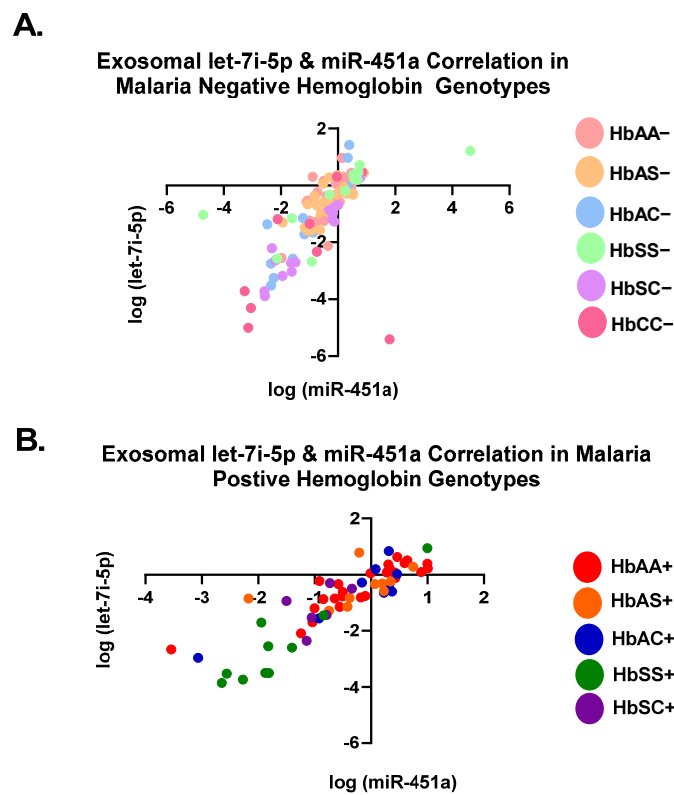 A.
Exosomal let-7i-5p & miR-451a Correlation in
Malaria Negative Hemoglobin Genotypes
2
-6 -4 -2 2 4 6
-2
-4
-6
log (let-7i-5p)
log (miR-451a)
HbAA−
HbAS−
HbAC−
HbSS−
HbSC−
HbCC−
B.
Exosomal let-7i-5p & miR-451a Correlation in Malaria
Postive Hemoglobin Genotypes
2
-4 -3 -2 -1 1 2
-2
-4
-6
log (let-7i-5p)
log (miR-451a)
HbAA+
HbAS+
HbAC+
HbSS+
HbSC+